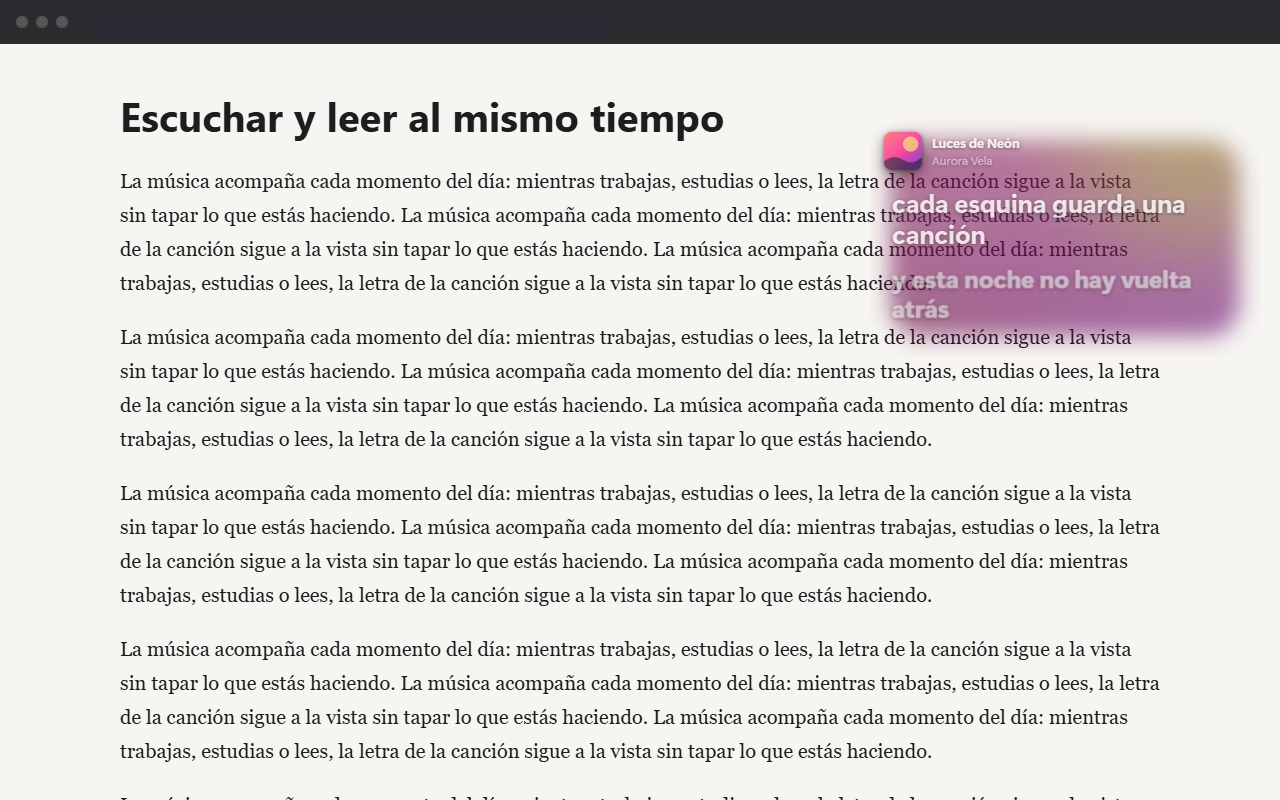 Escuchar y leer al mismo tiempo
Luces de Neón
Aurora Vela
cada esquina guarda una
canción
y esta noche no hay vuelta
atrás
La música acompaña cada momento del día: mientras trabajas, estudias o lees, la letra de la canción sigue a la vista
sin tapar lo que estás haciendo. La música acompaña cada momento del día: mientras trabajas, estudias o lees, la letra
de la canción sigue a la vista sin tapar lo que estás haciendo. La música acompaña cada momento del día: mientras
trabajas, estudias o lees, la letra de la canción sigue a la vista sin tapar lo que estás haciendo.
La música acompaña cada momento del día: mientras trabajas, estudias o lees, la letra de la canción sigue a la vista
sin tapar lo que estás haciendo. La música acompaña cada momento del día: mientras trabajas, estudias o lees, la letra
de la canción sigue a la vista sin tapar lo que estás haciendo. La música acompaña cada momento del día: mientras
trabajas, estudias o lees, la letra de la canción sigue a la vista sin tapar lo que estás haciendo.
La música acompaña cada momento del día: mientras trabajas, estudias o lees, la letra de la canción sigue a la vista
sin tapar lo que estás haciendo. La música acompaña cada momento del día: mientras trabajas, estudias o lees, la letra
de la canción sigue a la vista sin tapar lo que estás haciendo. La música acompaña cada momento del día: mientras
trabajas, estudias o lees, la letra de la canción sigue a la vista sin tapar lo que estás haciendo.
La música acompaña cada momento del día: mientras trabajas, estudias o lees, la letra de la canción sigue a la vista
sin tapar lo que estás haciendo. La música acompaña cada momento del día: mientras trabajas, estudias o lees, la letra
de la canción sigue a la vista sin tapar lo que estás haciendo. La música acompaña cada momento del día: mientras
trabajas, estudias o lees, la letra de la canción sigue a la vista sin tapar lo que estás haciendo.